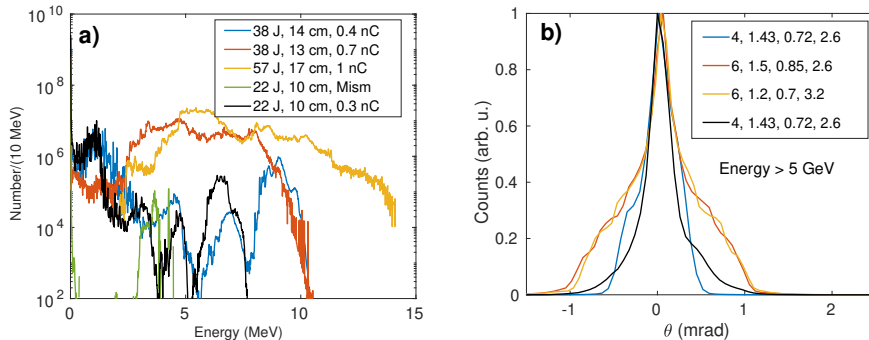 a)
38 J, 14 cm, 0.4 nC
38 J, 13 cm, 0.7 nC
57 J, 17 cm, 1 nC
22 J, 10 cm, Mism
22 J, 10 cm, 0.3 nC
Number/(10 MeV)
10^10
10^8
10^6
10^4
10^2
0
5
10
15
Energy (MeV)
b)
4, 1.43, 0.72, 2.6
6, 1.5, 0.85, 2.6
6, 1.2, 0.7, 3.2
4, 1.43, 0.72, 2.6
Energy > 5 GeV
Counts (arb. u.)
1
0.8
0.6
0.4
0.2
0
-1
0
1
2
θ (mrad)